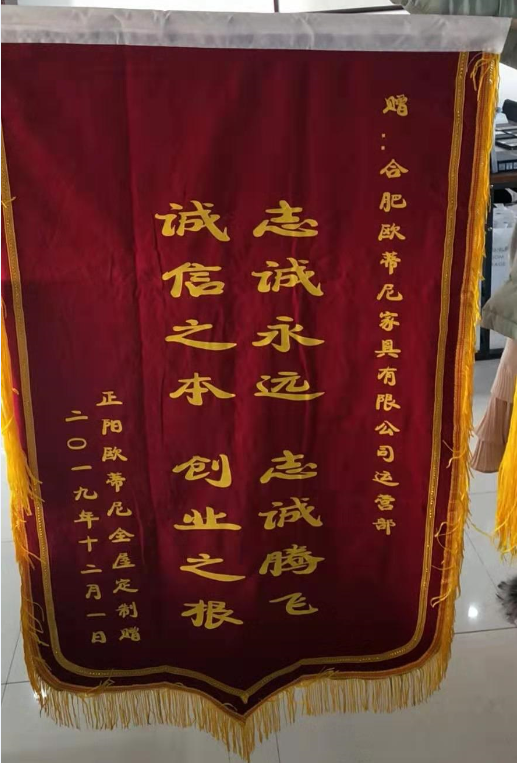 赠：合肥欧蒂尼家具有限公司运营部
志诚永远 志诚腾飞
诚信之本 创业之根
正阳欧蒂尼全屋定制赠
二〇一九年十二月一日